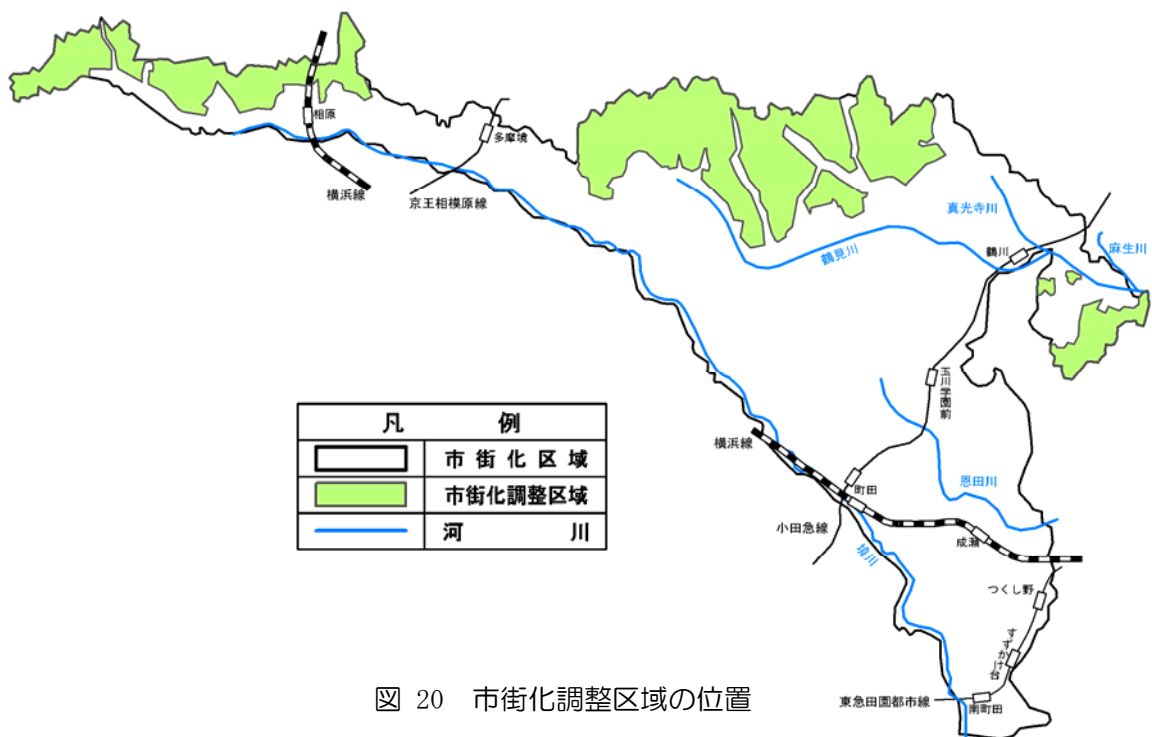 相原
多摩境
横浜線
京王相模原線
真光寺川
麻生川
鶴川
鶴見川
玉川学園前
凡 例
市街化区域
市街化調整区域
河 川
横浜線
町田
恩田川
小田急線
成瀬
境川
つくし野
すずかけ台
東急田園都市線
南町田
図 20 市街化調整区域の位置